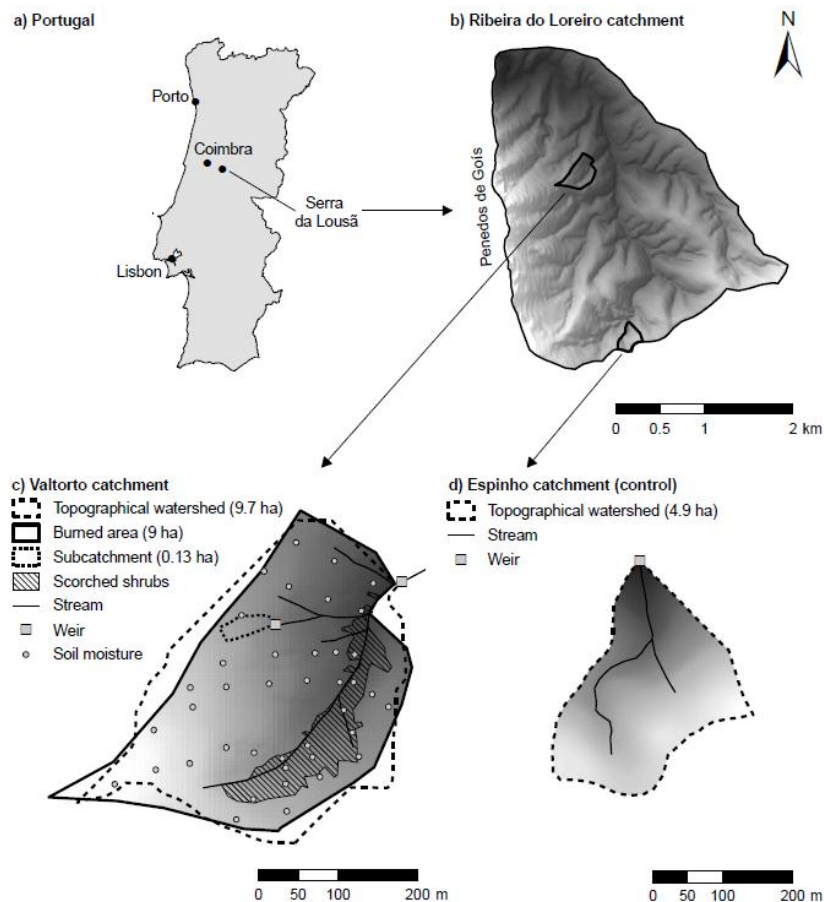 a) Portugal
Porto
Coimbra
Serra
da Lousã
Lisbon
b) Ribeira do Loreiro catchment
N
Penedos de Goís
0 0.5 1 2 km
c) Valtorto catchment
Topographical watershed (9.7 ha)
Burned area (9 ha)
Subcatchment (0.13 ha)
Scorched shrubs
Stream
Weir
Soil moisture
0 50 100 200 m
d) Espinho catchment (control)
Topographical watershed (4.9 ha)
Stream
Weir
0 50 100 200 m